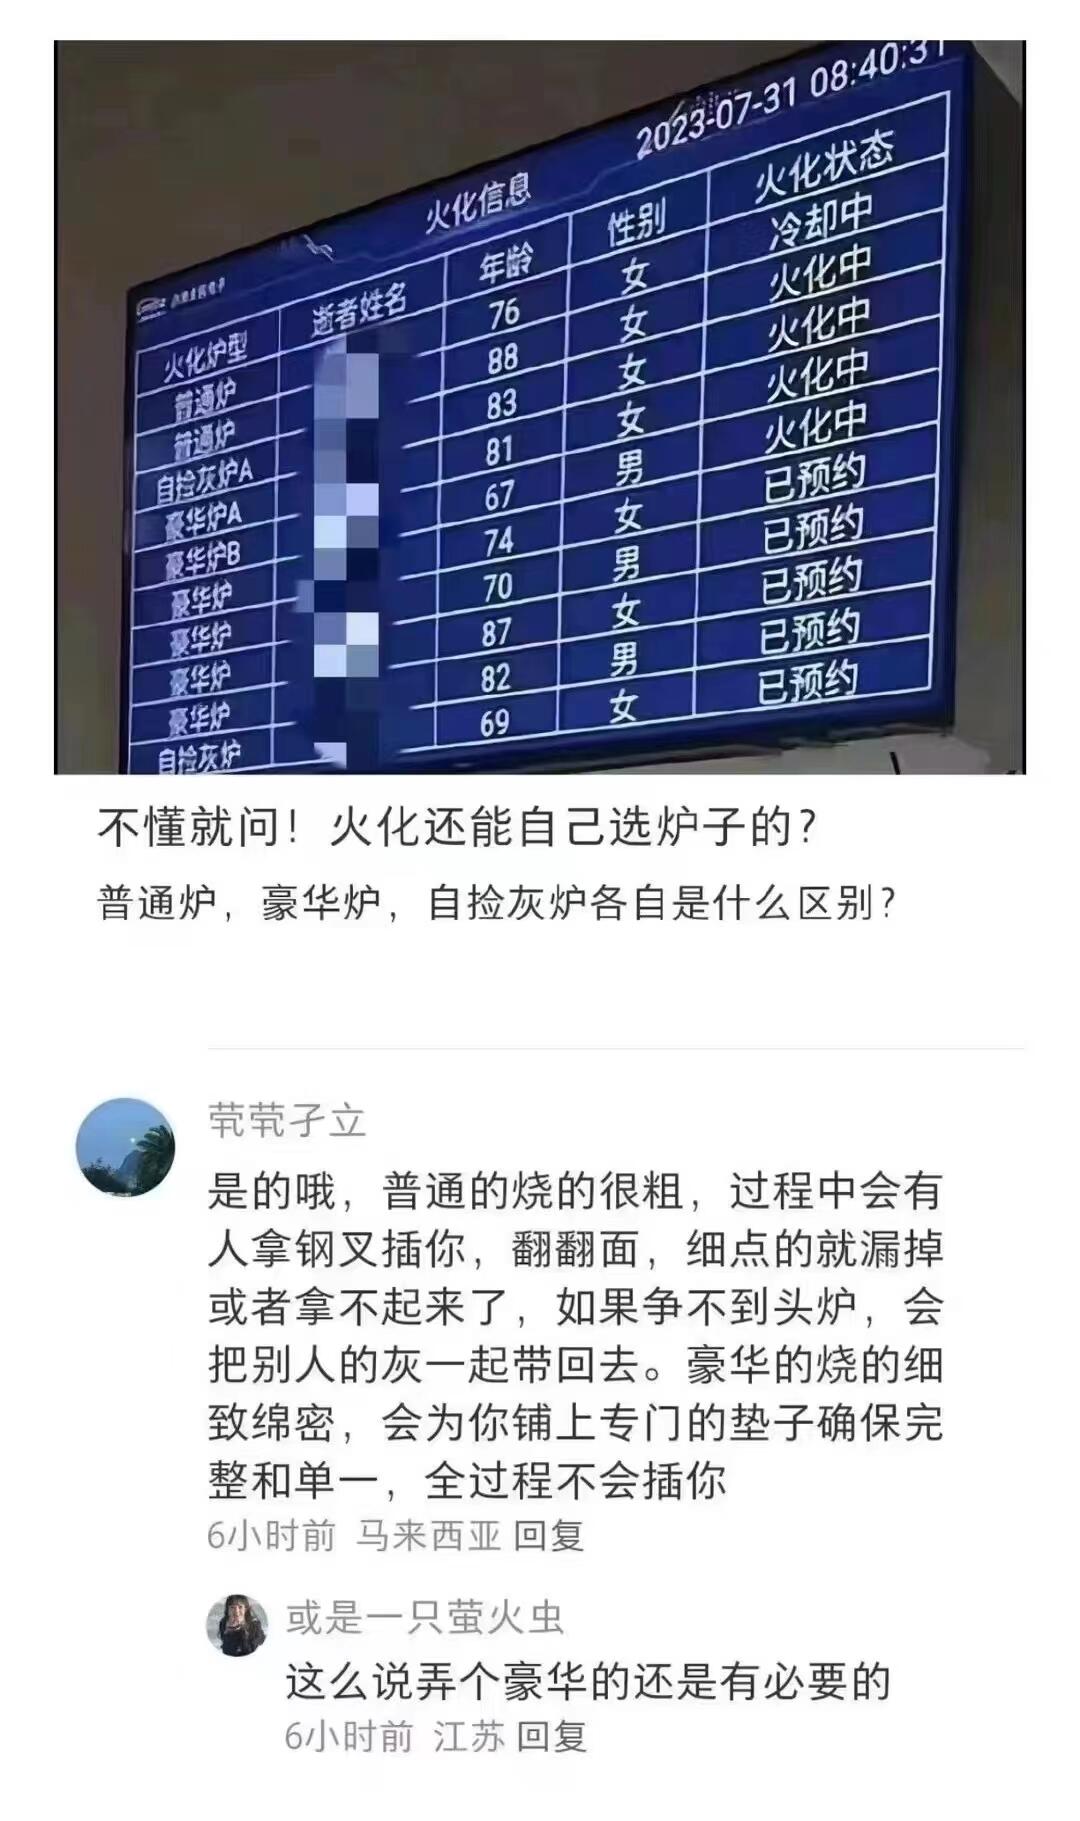 2023-07-31 08:40:31
火化信息
火化炉型 逝者姓名 年龄 性别 火化状态
普通炉 76 女 冷却中
普通炉 88 女 火化中
自捡灰炉A 83 女 火化中
豪华炉A 81 女 火化中
豪华炉B 67 男 火化中
豪华炉 74 女 已预约
豪华炉 70 男 已预约
豪华炉 87 女 已预约
豪华炉 82 男 已预约
自捡灰炉 69 女 已预约
不懂就问！火化还能自己选炉子的？
普通炉，豪华炉，自捡灰炉各自是什么区别？
茕茕孑立
是的哦，普通的烧的很粗，过程中会有
人拿钢叉插你，翻翻面，细点的就漏掉
或者拿不起来了，如果争不到头炉，会
把别人的灰一起带回去。豪华的烧的细
致绵密，会为你铺上专门的垫子确保完
整和单一，全过程不会插你
6小时前 马来西亚 回复
或是一只萤火虫
这么说弄个豪华的还是有必要的
6小时前 江苏 回复